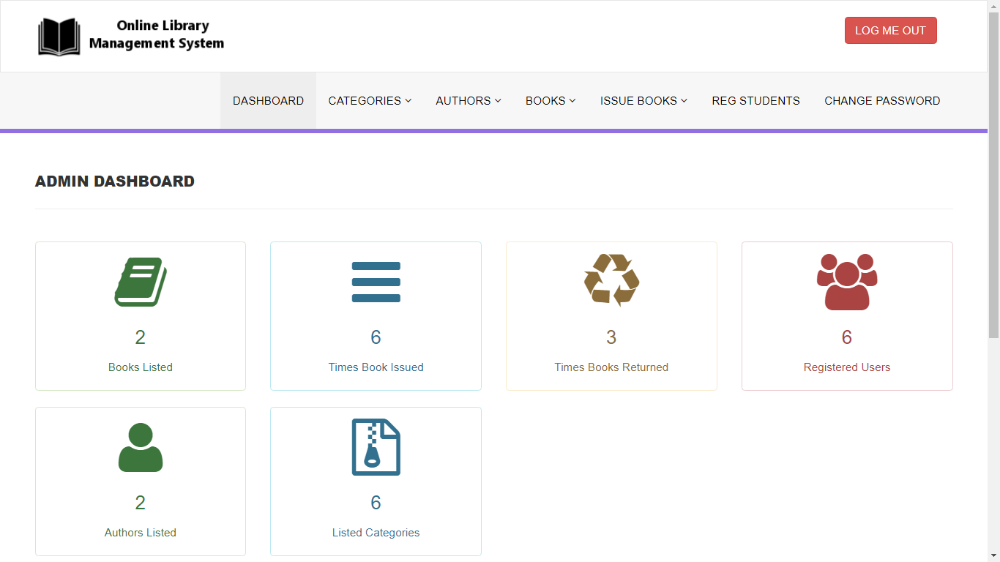 Online Library
Management System
LOG ME OUT
DASHBOARD
CATEGORIES
AUTHORS
BOOKS
ISSUE BOOKS
REG STUDENTS
CHANGE PASSWORD
ADMIN DASHBOARD
2
Books Listed
6
Times Book Issued
3
Times Books Returned
6
Registered Users
2
Authors Listed
6
Listed Categories